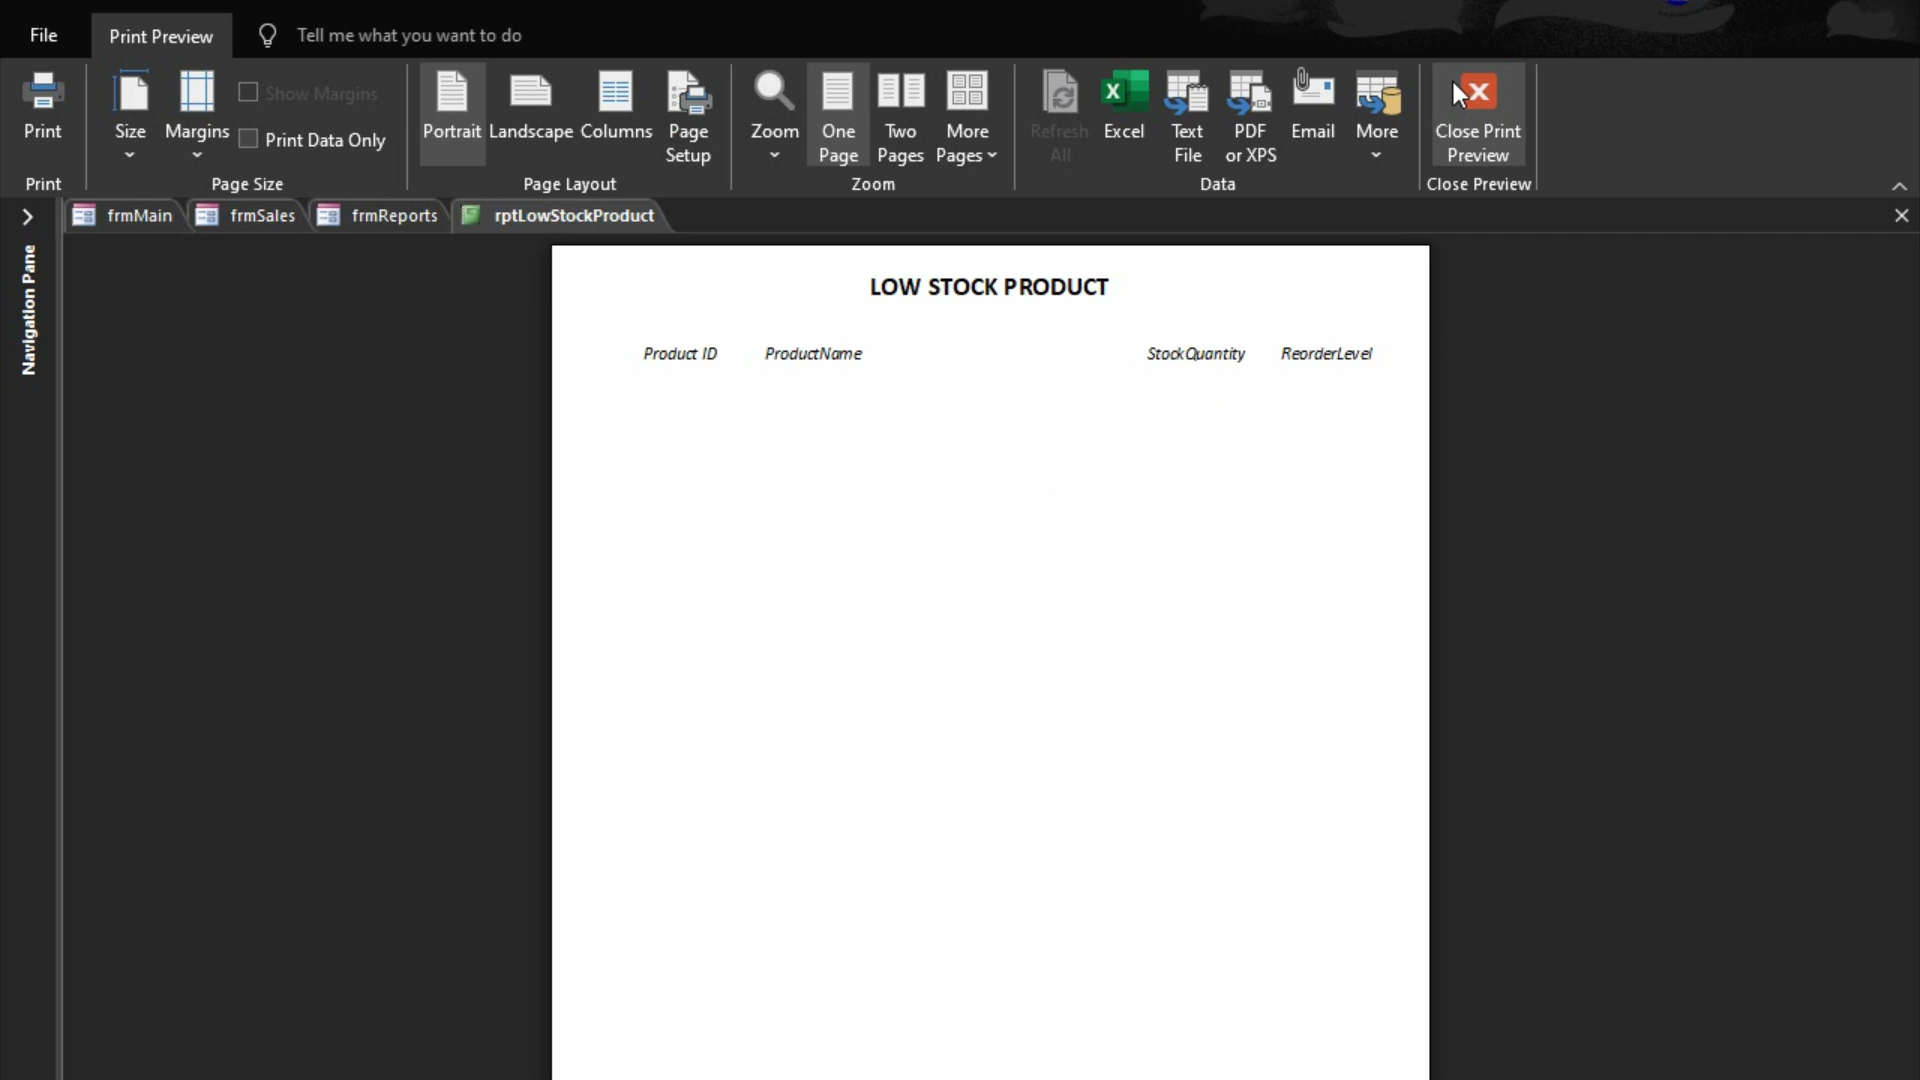 File
Print Preview
Tell me what you want to do
Print
Size
Margins
Show Margins
Print Data Only
Portrait
Landscape
Columns
Page Setup
Zoom
One Page
Two Pages
More Pages
Refresh All
Excel
Text File
PDF or XPS
Email
More
Close Print Preview
Print
Page Size
Page Layout
Zoom
Data
Close Preview
frmMain
frmSales
frmReports
rptLowStockProduct
Navigation Pane
LOW STOCK PRODUCT
Product ID
ProductName
StockQuantity
ReorderLevel